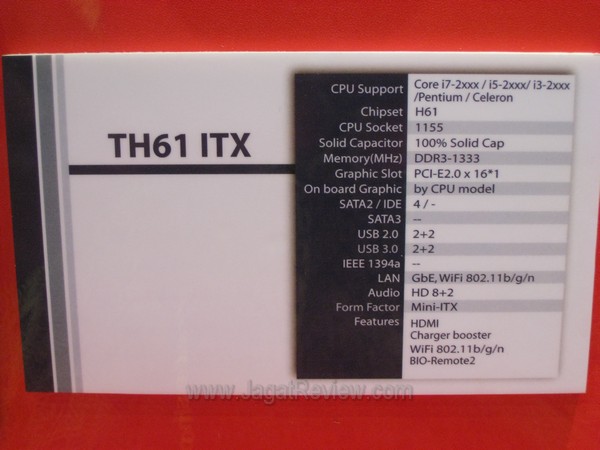 TH61 ITX
CPU Support Core i7-2xxx / i5-2xxx/ i3-2xxx
/Pentium / Celeron
Chipset H61
CPU Socket 1155
Solid Capacitor 100% Solid Cap
Memory(MHz) DDR3-1333
Graphic Slot PCI-E2.0 x 16*1
On board Graphic by CPU model
SATA2 / IDE 4 / -
SATA3 --
USB 2.0 2+2
USB 3.0 2+2
IEEE 1394a --
LAN GbE, WiFi 802.11b/g/n
Audio HD 8+2
Form Factor Mini-ITX
Features HDMI
Charger booster
WiFi 802.11b/g/n
BIO-Remote2
www.JagatReview.com